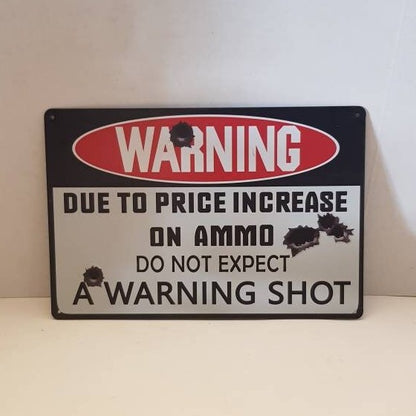 WARNING
DUE TO PRICE INCREASE
ON AMMO
DO NOT EXPECT
A WARNING SHOT